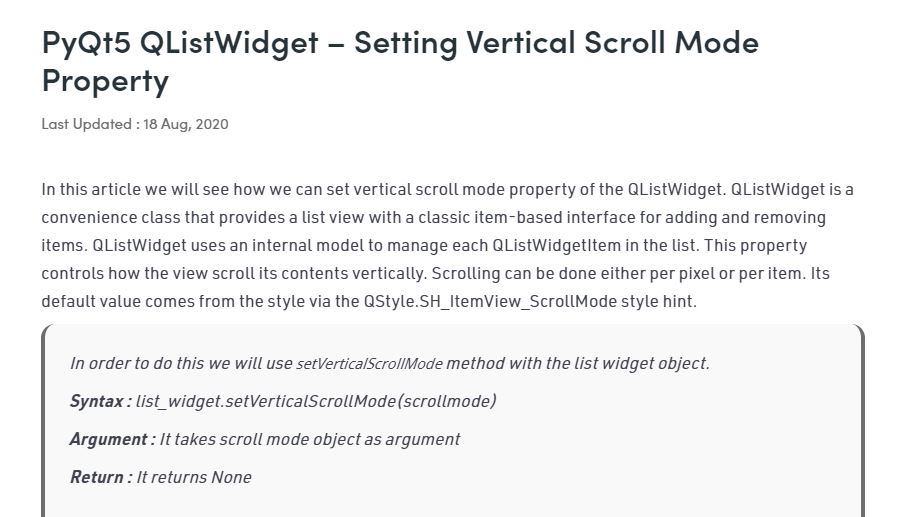 PyQt5 QListWidget – Setting Vertical Scroll Mode
Property
Last Updated : 18 Aug, 2020
In this article we will see how we can set vertical scroll mode property of the QListWidget. QListWidget is a
convenience class that provides a list view with a classic item-based interface for adding and removing
items. QListWidget uses an internal model to manage each QListWidgetItem in the list. This property
controls how the view scroll its contents vertically. Scrolling can be done either per pixel or per item. Its
default value comes from the style via the QStyle.SH_ItemView_ScrollMode style hint.
In order to do this we will use setVerticalScrollMode method with the list widget object.
Syntax : list_widget.setVerticalScrollMode(scrollmode)
Argument : It takes scroll mode object as argument
Return : It returns None